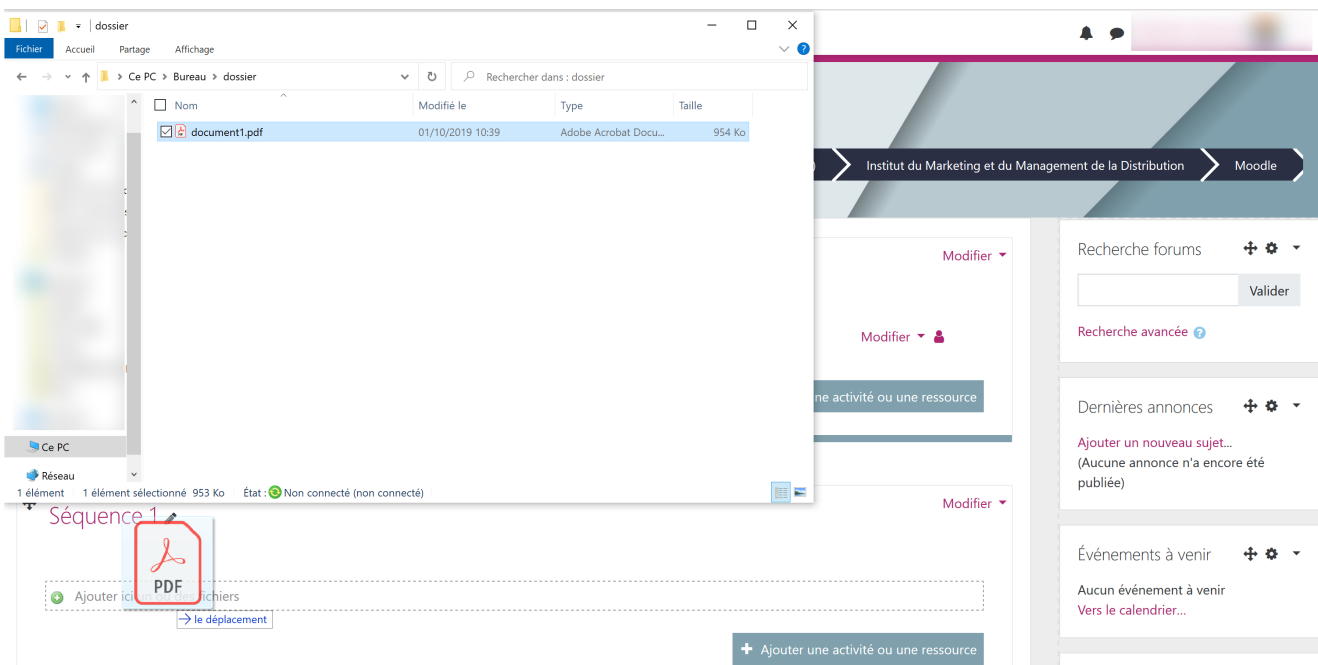 dossier
Fichier Accueil Partage Affichage
Ce PC > Bureau > dossier Rechercher dans : dossier
Nom Modifié le Type Taille
document1.pdf 01/10/2019 10:39 Adobe Acrobat Docu... 954 Ko
Ce PC
Réseau
1 élément 1 élément sélectionné 953 Ko État : Non connecté (non connecté)
Institut du Marketing et du Management de la Distribution Moodle
Modifier
Modifier
ne activité ou une ressource
Séquence 1
Modifier
PDF
Ajouter ici un ou des fichiers
le déplacement
Ajouter une activité ou une ressource
Recherche forums
Valider
Recherche avancée
Dernières annonces
Ajouter un nouveau sujet...
(Aucune annonce n'a encore été
publiée)
Événements à venir
Aucun événement à venir
Vers le calendrier...